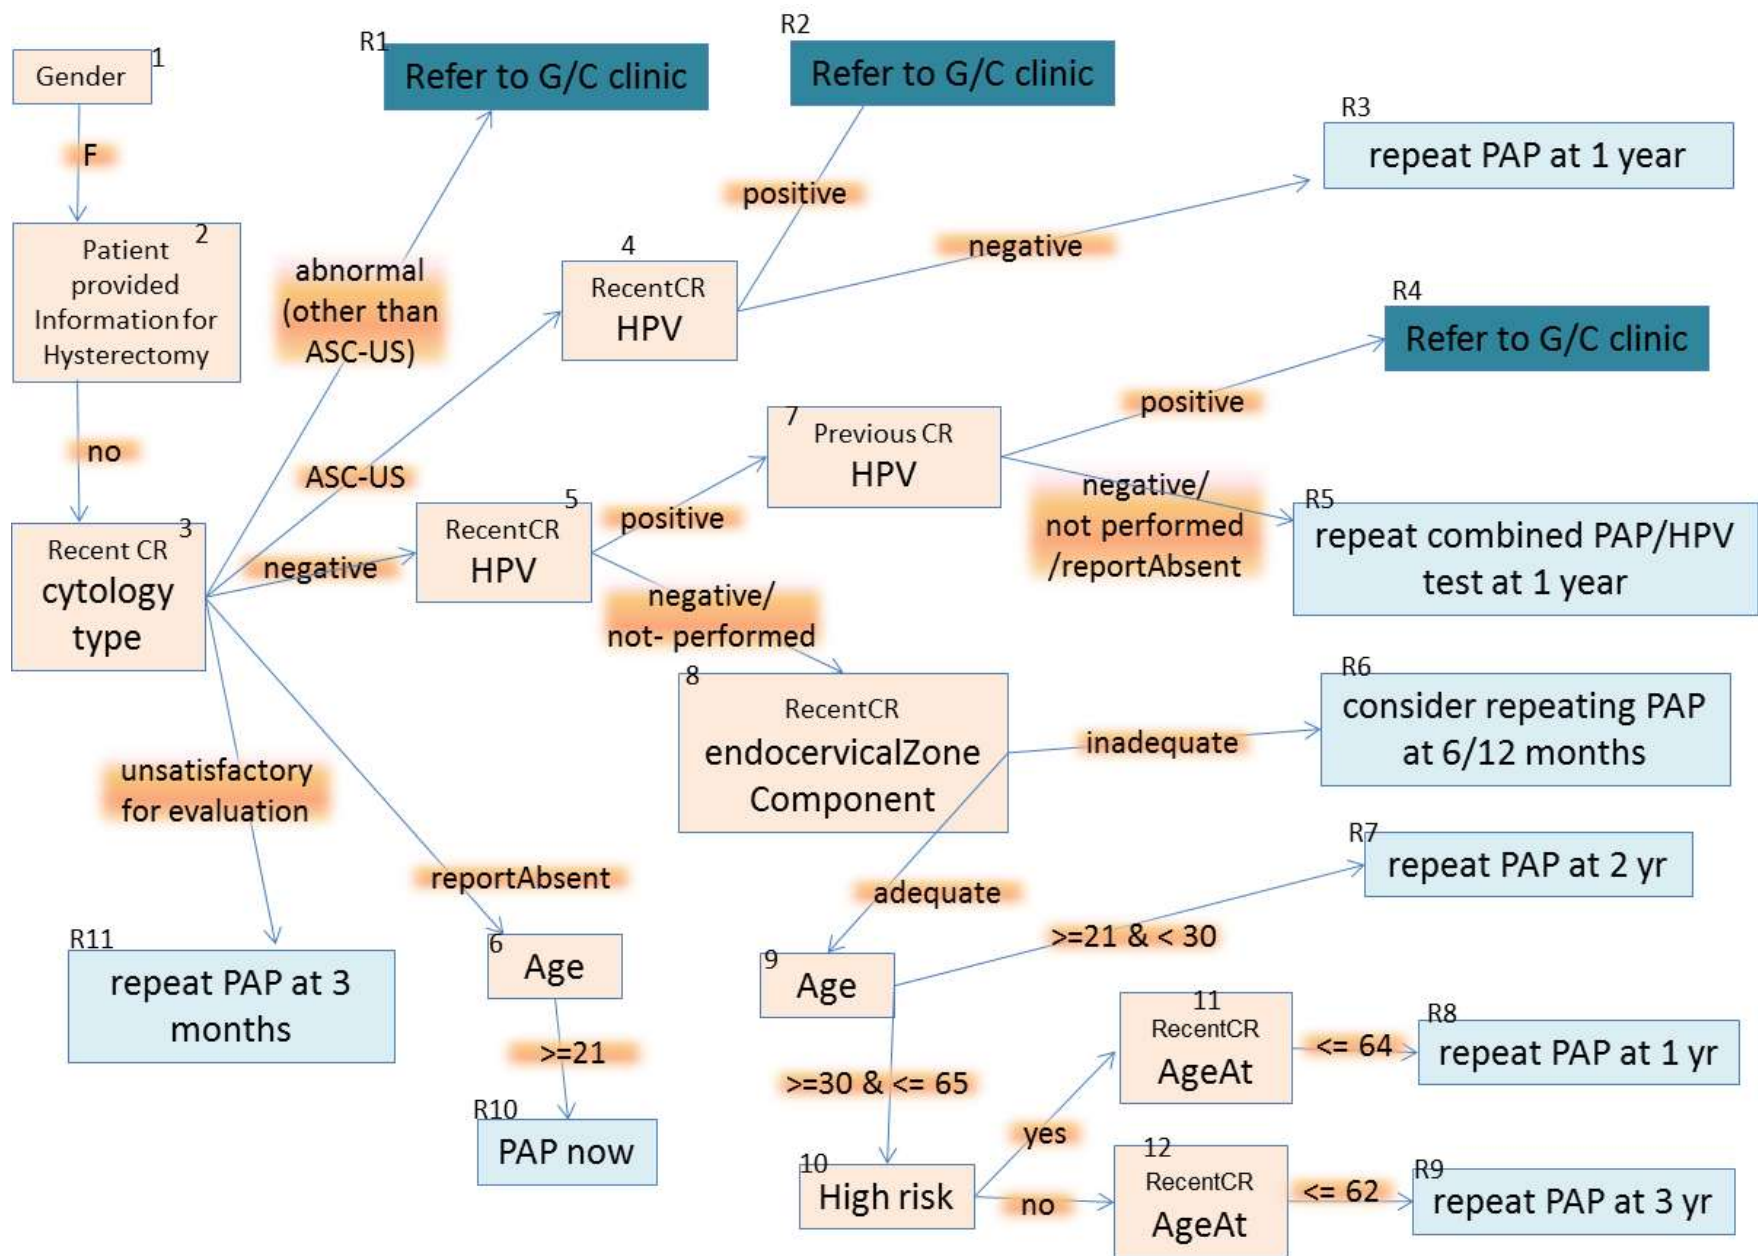 1
Gender
F
2
Patient
provided
Information for
Hysterectomy
no
3
Recent CR
cytology
type
abnormal
(other than
ASC-US)
R1
Refer to G/C clinic
ASC-US
4
RecentCR
HPV
positive
R2
Refer to G/C clinic
negative
R3
repeat PAP at 1 year
negative
5
RecentCR
HPV
positive
7
Previous CR
HPV
positive
R4
Refer to G/C clinic
negative/
not performed
/reportAbsent
R5
repeat combined PAP/HPV
test at 1 year
negative/
not- performed
8
RecentCR
endocervicalZone
Component
inadequate
R6
consider repeating PAP
at 6/12 months
adequate
9
Age
>=21 & < 30
R7
repeat PAP at 2 yr
>=30 & <= 65
10
High risk
yes
11
RecentCR
AgeAt
<= 64
R8
repeat PAP at 1 yr
no
12
RecentCR
AgeAt
<= 62
R9
repeat PAP at 3 yr
reportAbsent
6
Age
>=21
R10
PAP now
unsatisfactory
for evaluation
R11
repeat PAP at 3
months